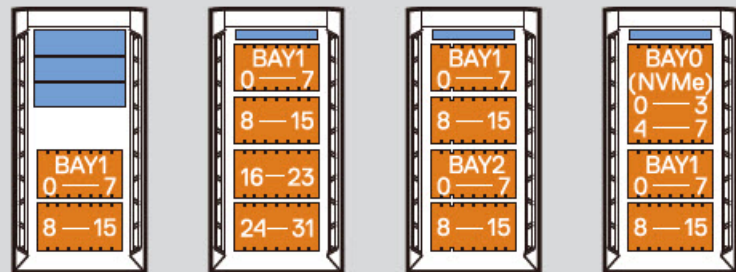 BAY1
0 — 7
8 — 15
BAY1
0 — 7
8 — 15
16 — 23
24 — 31
BAY1
0 — 7
8 — 15
BAY2
0 — 7
8 — 15
BAY0
(NVMe)
0 — 3
4 — 7
BAY1
0 — 7
8 — 15